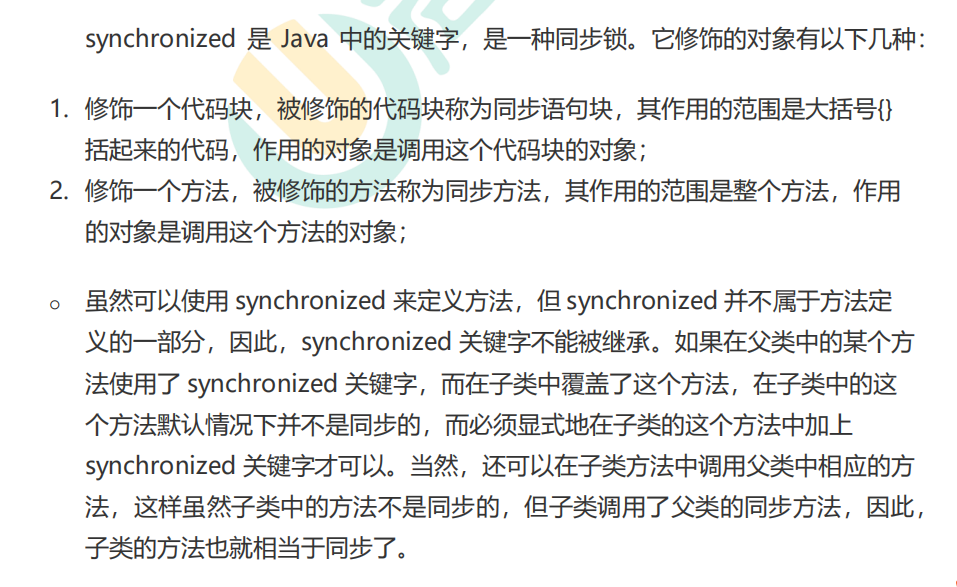 synchronized 是 Java 中的关键字，是一种同步锁。它修饰的对象有以下几种：
1. 修饰一个代码块，被修饰的代码块称为同步语句块，其作用的范围是大括号{}
括起来的代码，作用的对象是调用这个代码块的对象；
2. 修饰一个方法，被修饰的方法称为同步方法，其作用的范围是整个方法，作用
的对象是调用这个方法的对象；
○ 虽然可以使用 synchronized 来定义方法，但 synchronized 并不属于方法定
义的一部分，因此，synchronized 关键字不能被继承。如果在父类中的某个方
法使用了 synchronized 关键字，而在子类中覆盖了这个方法，在子类中的这
个方法默认情况下并不是同步的，而必须显式地在子类的这个方法中加上
synchronized 关键字才可以。当然，还可以在子类方法中调用父类中相应的方
法，这样虽然子类中的方法不是同步的，但子类调用了父类的同步方法，因此，
子类的方法也就相当于同步了。